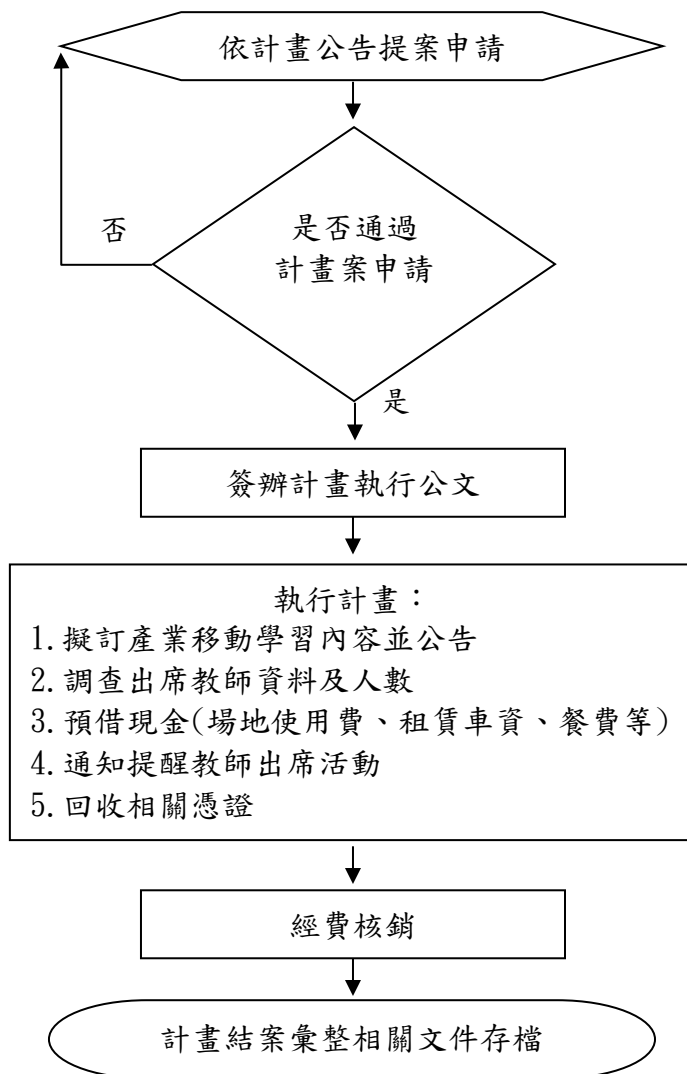 依計畫公告提案申請
否
是否通過
計畫案申請
是
簽辦計畫執行公文
執行計畫：
1.擬訂產業移動學習內容並公告
2.調查出席教師資料及人數
3.預借現金(場地使用費、租賃車資、餐費等)
4.通知提醒教師出席活動
5.回收相關憑證
經費核銷
計畫結案彙整相關文件存檔